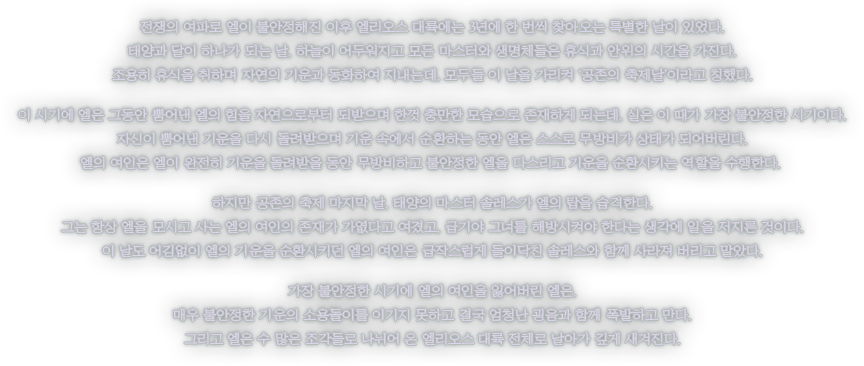 전쟁의 여파로 엘이 불안정해진 이후 엘리오스 대륙에는 3년에 한 번씩 찾아오는 특별한 날이 있었다.
태양과 달이 하나가 되는 날. 하늘이 어두워지고 모든 마스터와 생명체들은 휴식과 안위의 시간을 가진다.
조용히 휴식을 취하며 자연의 기운과 동화하여 지내는데, 모두들 이 날을 가리켜 '공존의 축제날'이라고 칭했다.
이 시기에 엘은 그동안 뿜어낸 엘의 힘을 자연으로부터 되받으며 한껏 충만한 모습으로 존재하게 되는데, 실은 이 때가 가장 불안정한 시기이다.
자신이 뿜어낸 기운을 다시 돌려받으며 기운 속에서 순환하는 동안 엘은 스스로 무방비가 상태가 되어버린다.
엘의 여인은 엘이 완전히 기운을 돌려받을 동안 무방비하고 불안정한 엘을 다스리고 기운을 순환시키는 역할을 수행한다.
하지만 공존의 축제 마지막 날, 태양의 마스터 솔레스가 엘의 탑을 습격한다.
그는 항상 엘을 모시고 사는 엘의 여인의 존재가 가엾다고 여겼고, 급기야 그녀를 해방시켜야 한다는 생각에 일을 저지른 것이다.
이 날도 어김없이 엘의 기운을 순환시키던 엘의 여인은 갑작스럽게 들이닥친 솔레스와 함께 사라져 버리고 말았다.
가장 불안정한 시기에 엘의 여인을 잃어버린 엘은,
매우 불안정한 기운의 소용돌이를 이기지 못하고 결국 엄청난 굉음과 함께 폭발하고 만다.
그리고 엘은 수 많은 조각들로 나뉘어 온 엘리오스 대륙 전체로 날아가 깊게 새겨진다.